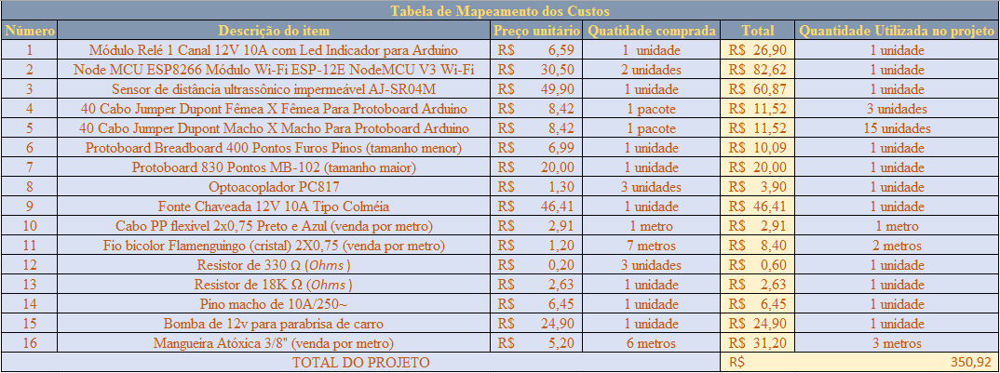 Tabela de Mapeamento dos Custos
Número Descrição do item Preço unitário Quatidade comprada Total Quantidade Utilizada no projeto
1 Módulo Relé 1 Canal 12V 10A com Led Indicador para Arduino R$ 6,59 1 unidade R$ 26,90 1 unidade
2 Node MCU ESP8266 Módulo Wi-Fi ESP-12E NodeMCU V3 Wi-Fi R$ 30,50 2 unidades R$ 82,62 1 unidade
3 Sensor de distância ultrassônico impermeável AJ-SR04M R$ 49,90 1 unidade R$ 60,87 1 unidade
4 40 Cabo Jumper Dupont Fêmea X Fêmea Para Protoboard Arduino R$ 8,42 1 pacote R$ 11,52 3 unidades
5 40 Cabo Jumper Dupont Macho X Macho Para Protoboard Arduino R$ 8,42 1 pacote R$ 11,52 15 unidades
6 Protoboard Breadboard 400 Pontos Furos Pinos (tamanho menor) R$ 6,99 1 unidade R$ 10,09 1 unidade
7 Protoboard 830 Pontos MB-102 (tamanho maior) R$ 20,00 1 unidade R$ 20,00 1 unidade
8 Optoacoplador PC817 R$ 1,30 3 unidades R$ 3,90 1 unidade
9 Fonte Chaveada 12V 10A Tipo Colméia R$ 46,41 1 unidade R$ 46,41 1 unidade
10 Cabo PP flexivel 2x0,75 Preto e Azul (venda por metro) R$ 2,91 1 metro R$ 2,91 1 metro
11 Fio bicolor Flamenguingo (cristal) 2X0,75 (venda por metro) R$ 1,20 7 metros R$ 8,40 2 metros
12 Resistor de 330 Ω (Ohms) R$ 0,20 3 unidades R$ 0,60 1 unidade
13 Resistor de 18K Ω (Ohms) R$ 2,63 1 unidade R$ 2,63 1 unidade
14 Pino macho de 10A/250~ R$ 6,45 1 unidade R$ 6,45 1 unidade
15 Bomba de 12v para parabrisa de carro R$ 24,90 1 unidade R$ 24,90 1 unidade
16 Mangueira Atóxica 3/8" (venda por metro) R$ 5,20 6 metros R$ 31,20 3 metros
TOTAL DO PROJETO R$ 350,92